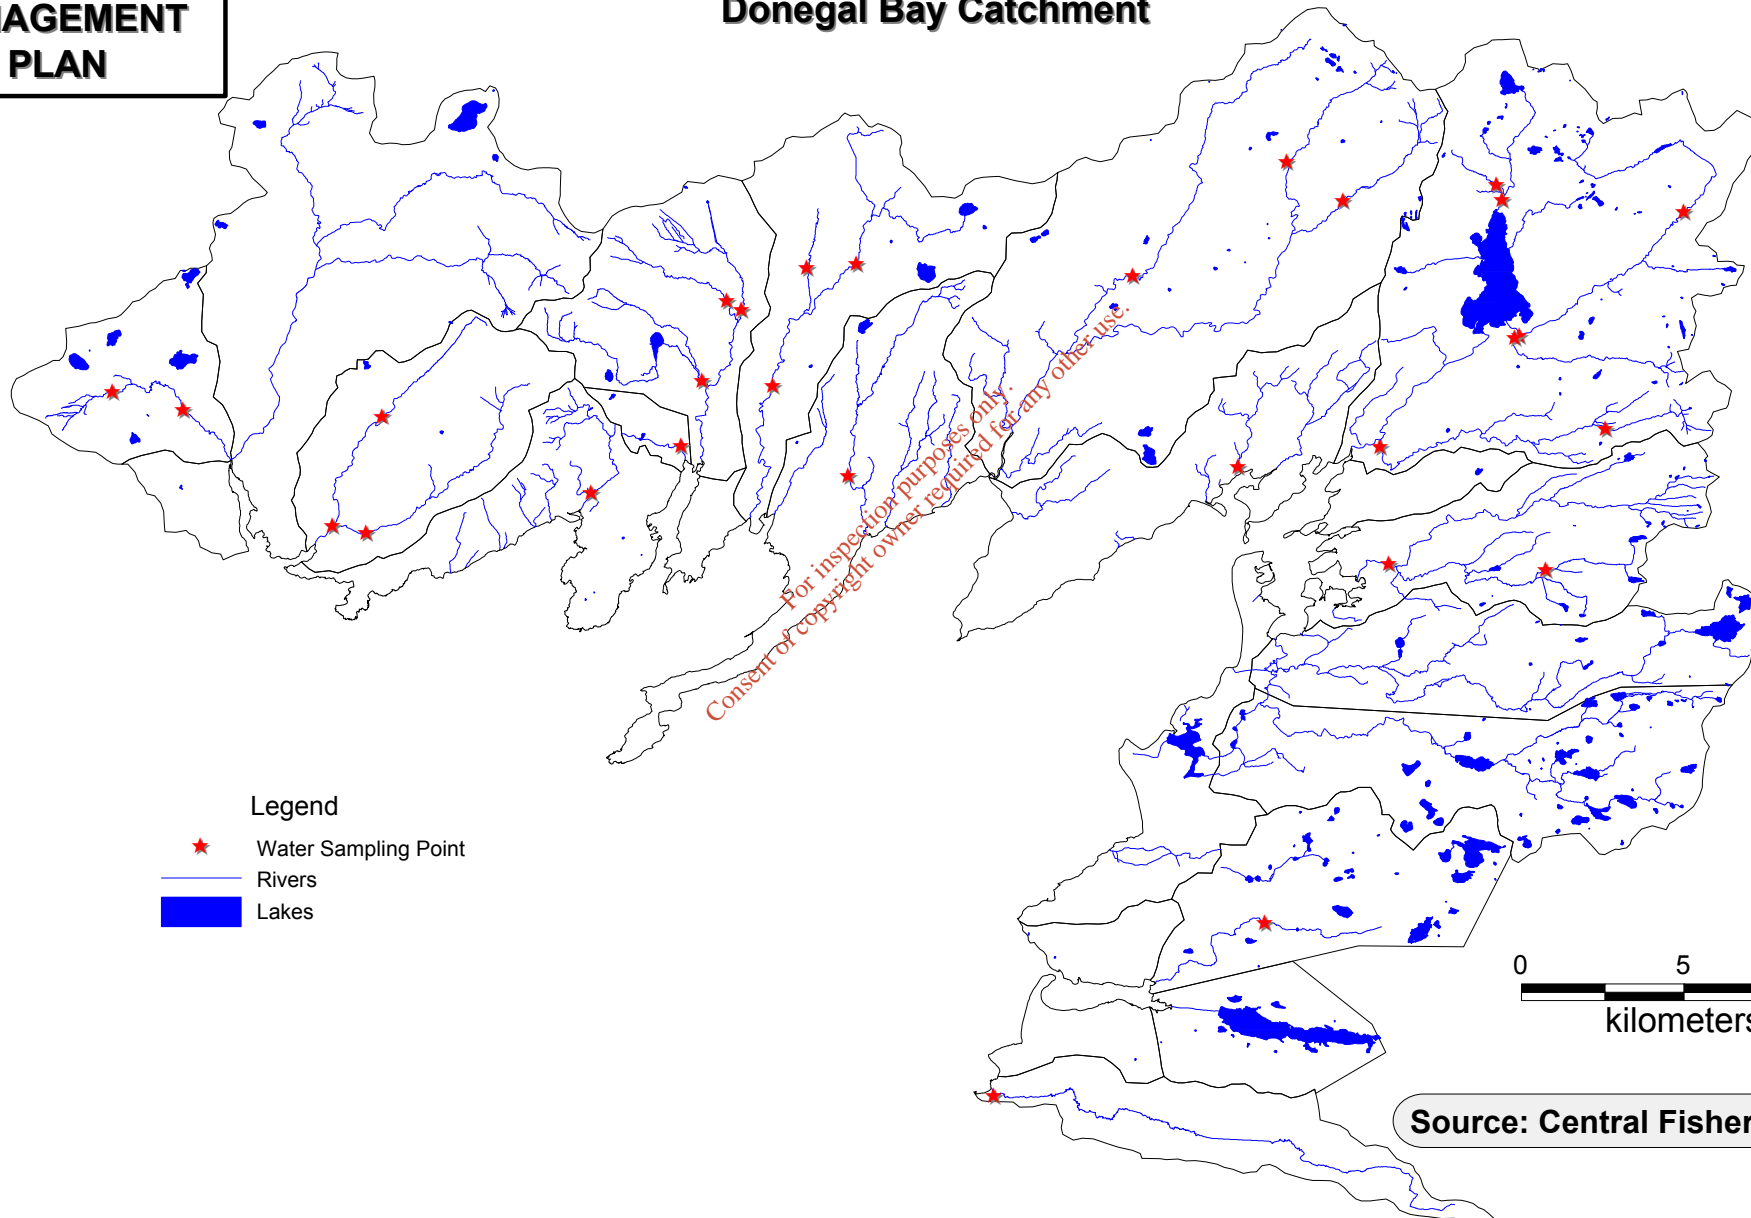 AGEMENT
PLAN
Donegal Bay Catchment
For inspection purposes only.
Consent of copyright owner required for any other use.
Legend
Water Sampling Point
Rivers
Lakes
0 5
kilometers
Source: Central Fisher